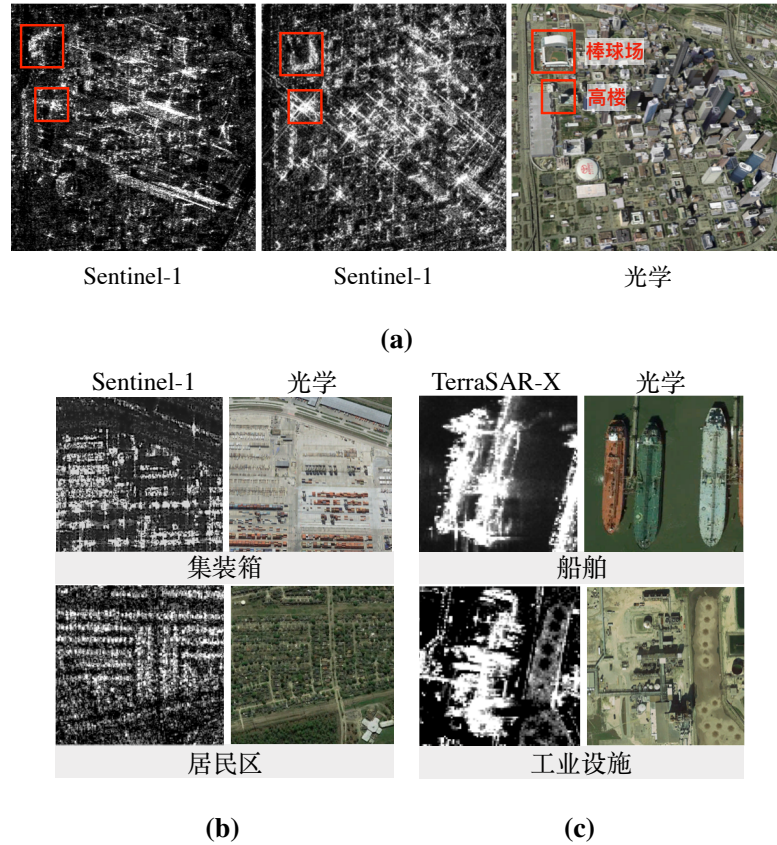 棒球场
高楼
Sentinel-1 Sentinel-1 光学
(a)
Sentinel-1 光学 TerraSAR-X 光学
集装箱 船舶
居民区 工业设施
(b) (c)